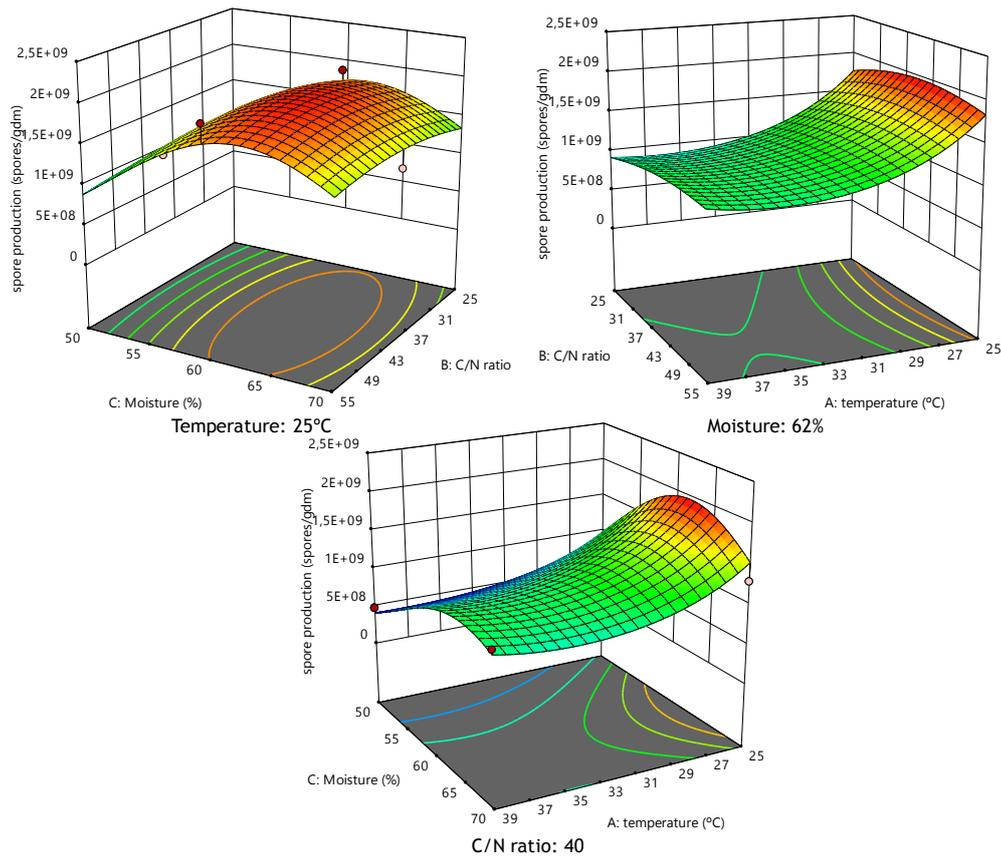 2,5E+09
2E+09
1,5E+09
1E+09
5E+08
0
spore production (spores/gdm)
50
55
60
65
70
C: Moisture (%)
25
31
37
43
49
55
B: C/N ratio
Temperature: 25ºC
2,5E+09
2E+09
1,5E+09
1E+09
5E+08
0
spore production (spores/gdm)
25
31
37
43
49
55
B: C/N ratio
39
37
35
33
31
29
27
25
A: temperature (ºC)
Moisture: 62%
2,5E+09
2E+09
1,5E+09
1E+09
5E+08
0
spore production (spores/gdm)
50
55
60
65
70
C: Moisture (%)
39
37
35
33
31
29
27
25
A: temperature (ºC)
C/N ratio: 40